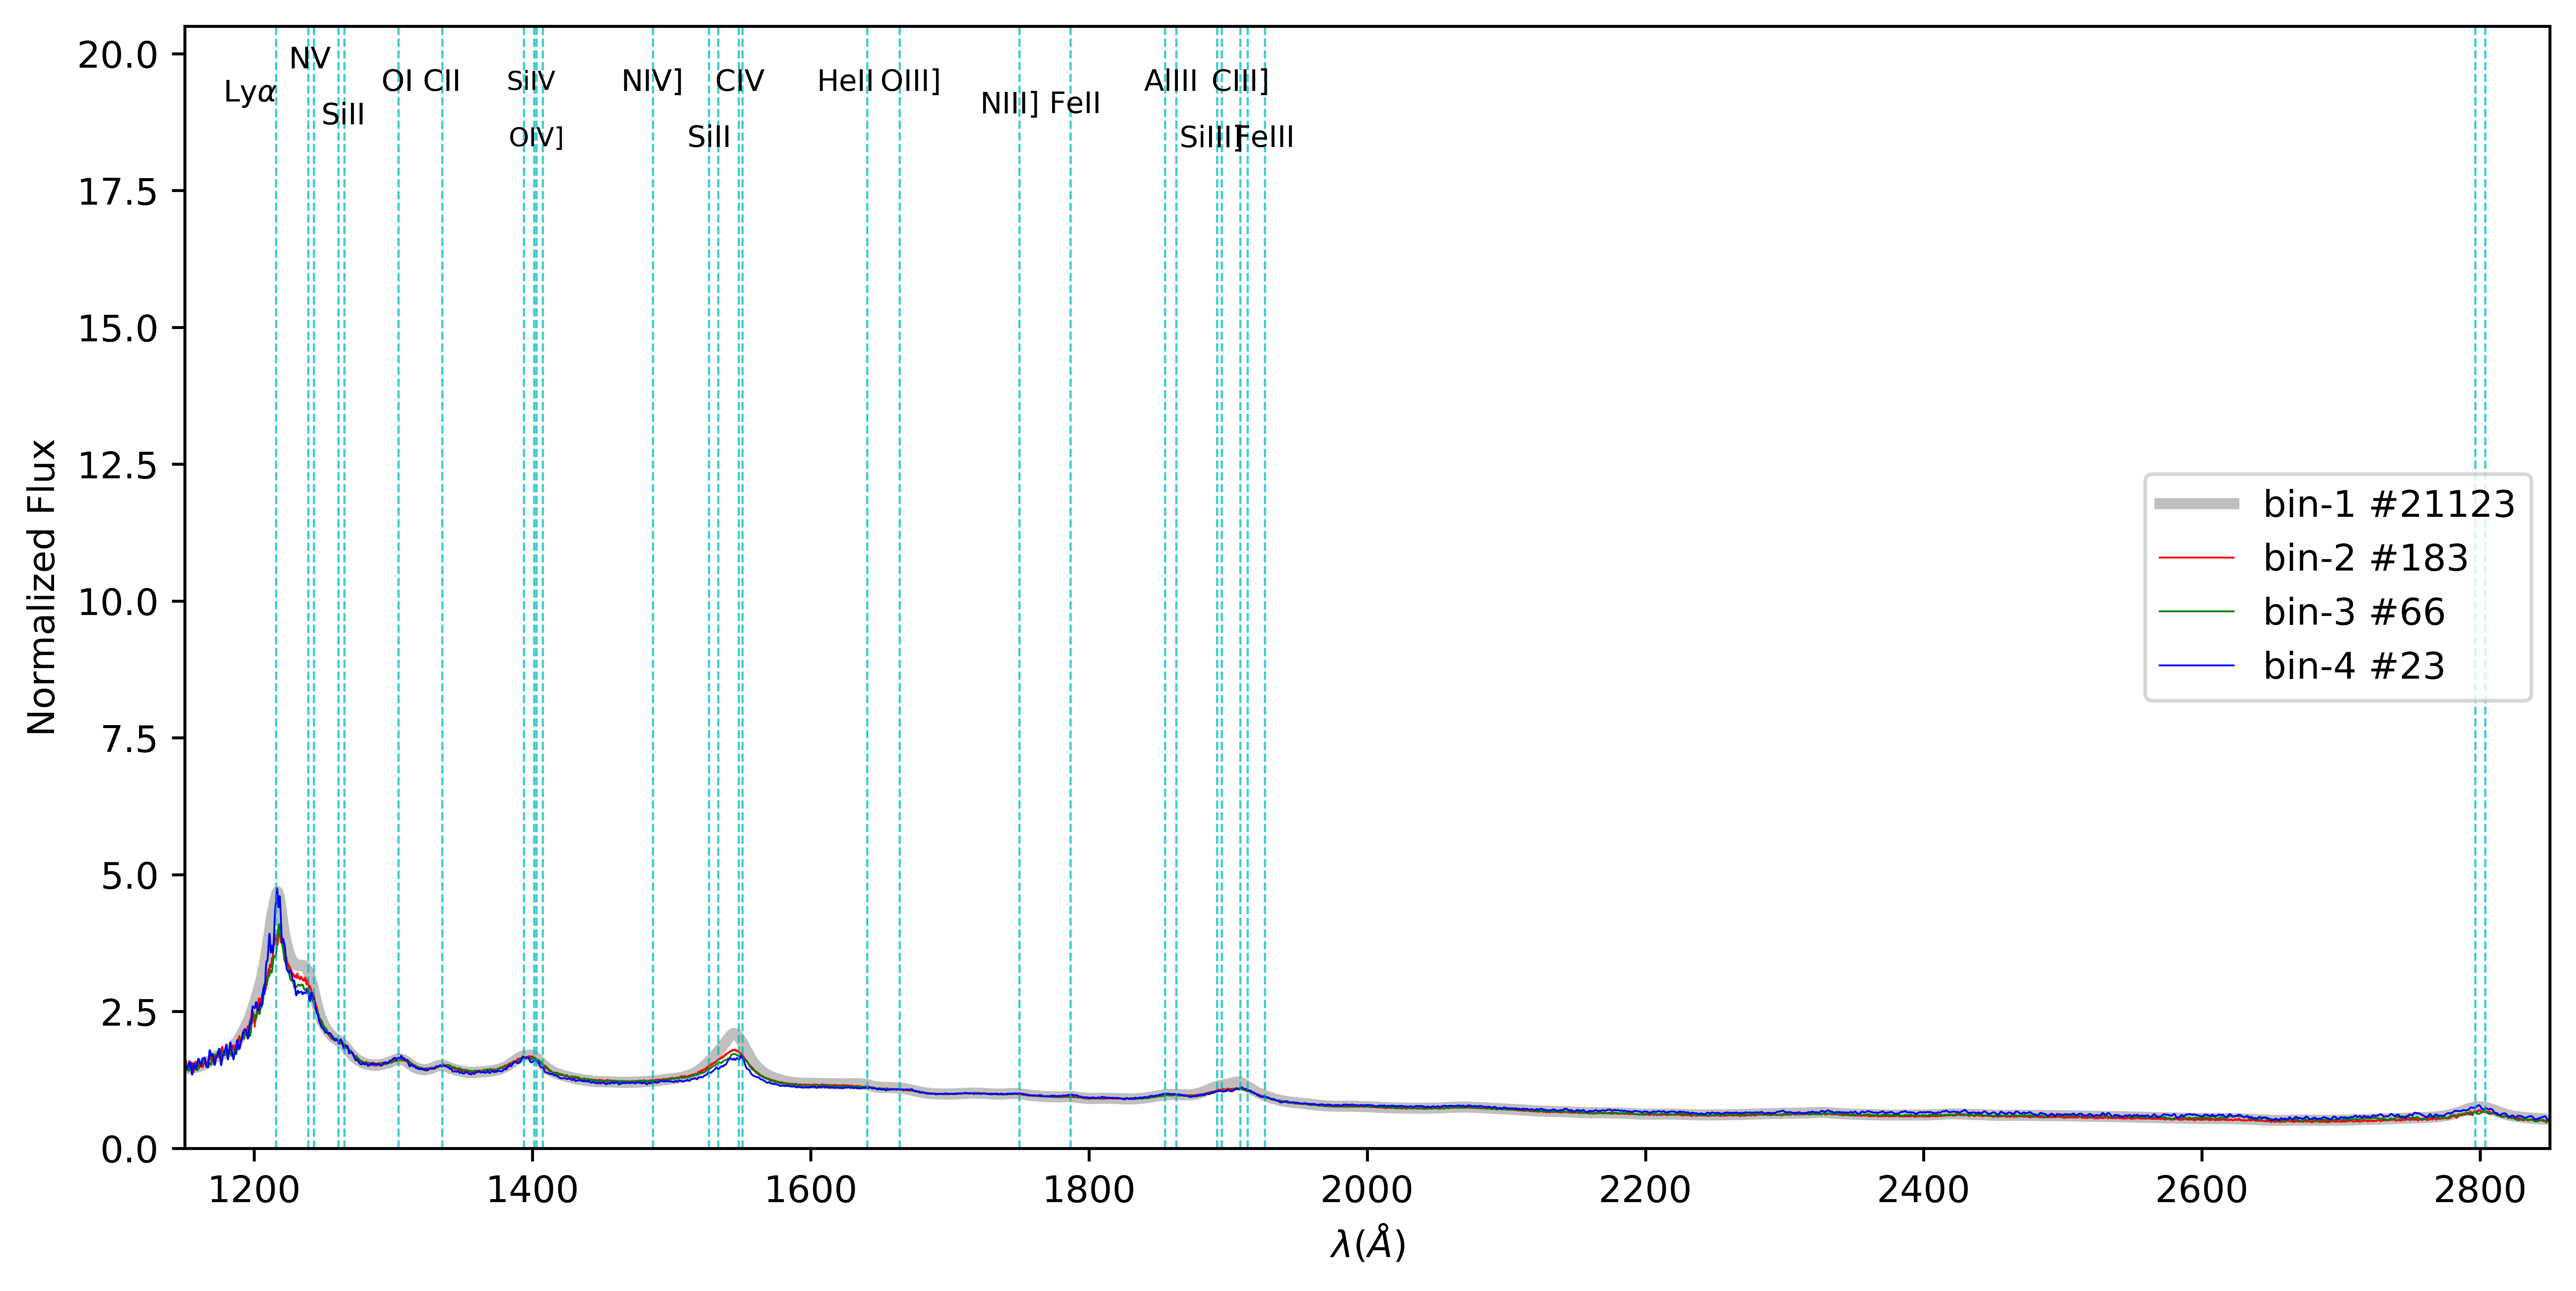 20.0
17.5
15.0
12.5
10.0
7.5
5.0
2.5
0.0
Normalized Flux
NV
Lyα
SiII
OI CII
SiIV
OIV]
NIV]
CIV
SiII
HeII OIII]
NIII] FeII
AlIII CIII]
SiIII]
FeIII
bin-1 #21123
bin-2 #183
bin-3 #66
bin-4 #23
1200 1400 1600 1800 2000 2200 2400 2600 2800
λ(Å)